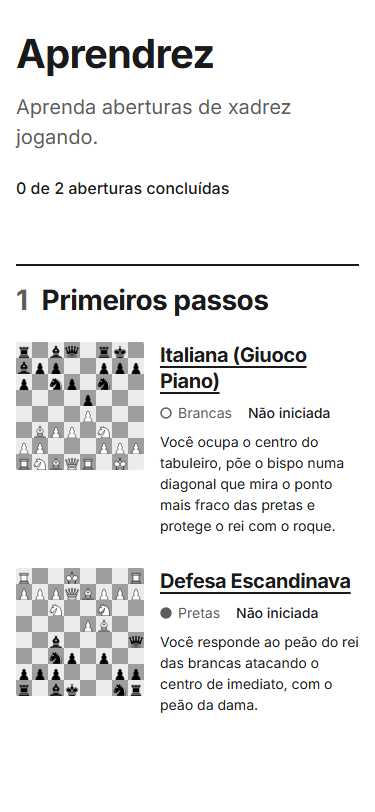 Aprendrez
Aprenda aberturas de xadrez
jogando.
0 de 2 aberturas concluídas
1 Primeiros passos
Italiana (Giuoco
Piano)
Brancas Não iniciada
Você ocupa o centro do
tabuleiro, põe o bispo numa
diagonal que mira o ponto
mais fraco das pretas e
protege o rei com o roque.
Defesa Escandinava
Pretas Não iniciada
Você responde ao peão do rei
das brancas atacando o
centro de imediato, com o
peão da dama.